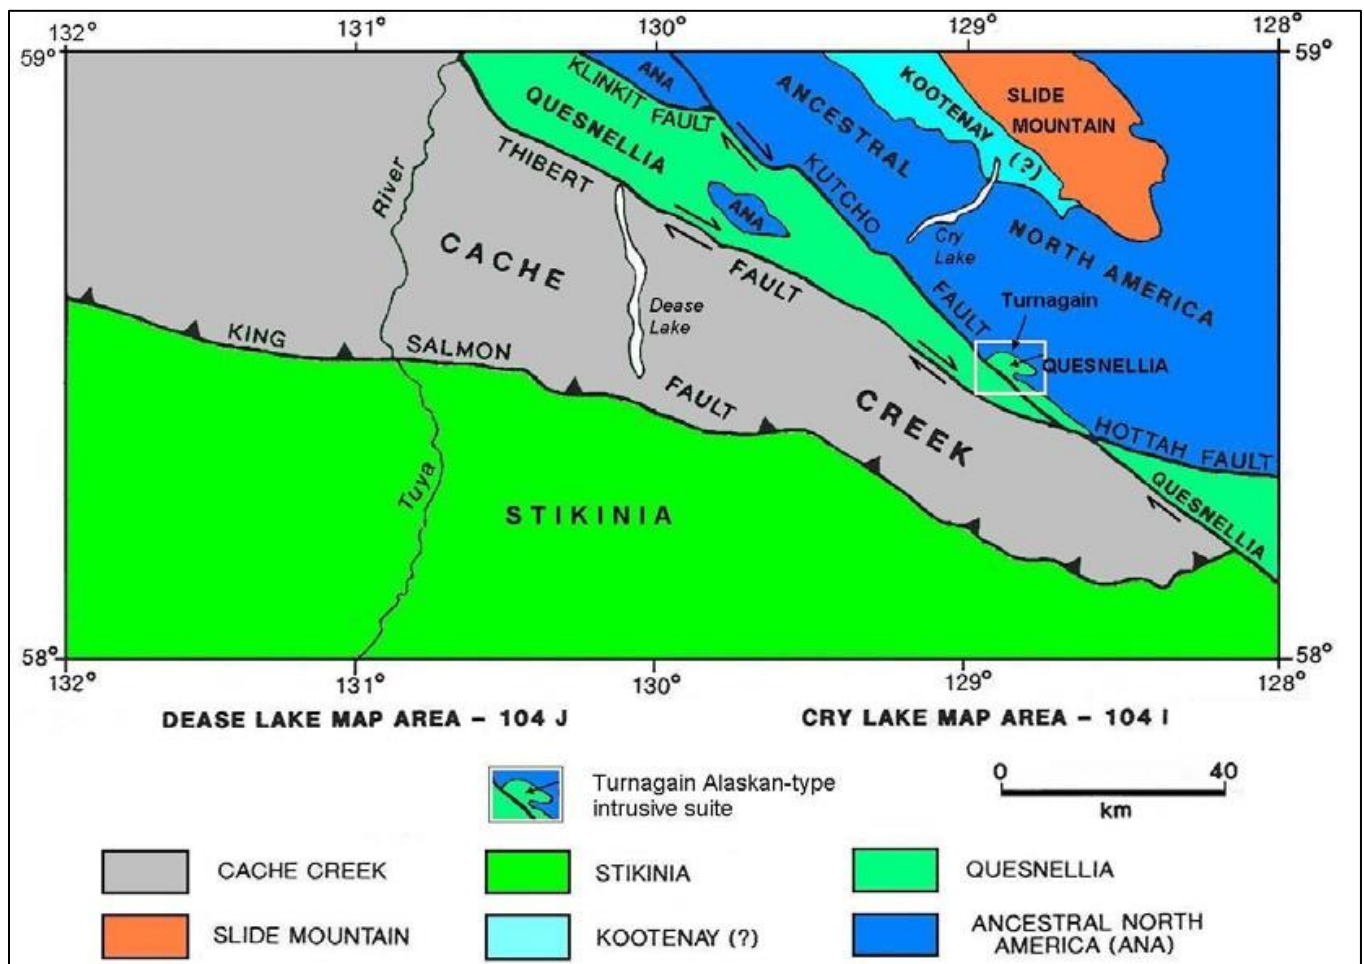 132° 131° 130° 129° 128°
59° 59°
ANA
KLINKIT FAULT
QUESNELLIA
ANCESTRAL
NORTH AMERICA
KOOTENAY (?)
SLIDE
MOUNTAIN
THIBERT
FAULT
KUTCHO
FAULT
ANA
Cry
Lake
River
Tuya
CACHE
CREEK
Dease
Lake
Turnagain
QUESNELLIA
KING SALMON FAULT
HOTTAH FAULT
QUESNELLIA
STIKINIA
58° 58°
132° 131° 130° 129° 128°
DEASE LAKE MAP AREA – 104 J CRY LAKE MAP AREA – 104 I
Turnagain Alaskan-type
intrusive suite
0 40
km
CACHE CREEK STIKINIA QUESNELLIA
SLIDE MOUNTAIN KOOTENAY (?) ANCESTRAL NORTH
AMERICA (ANA)